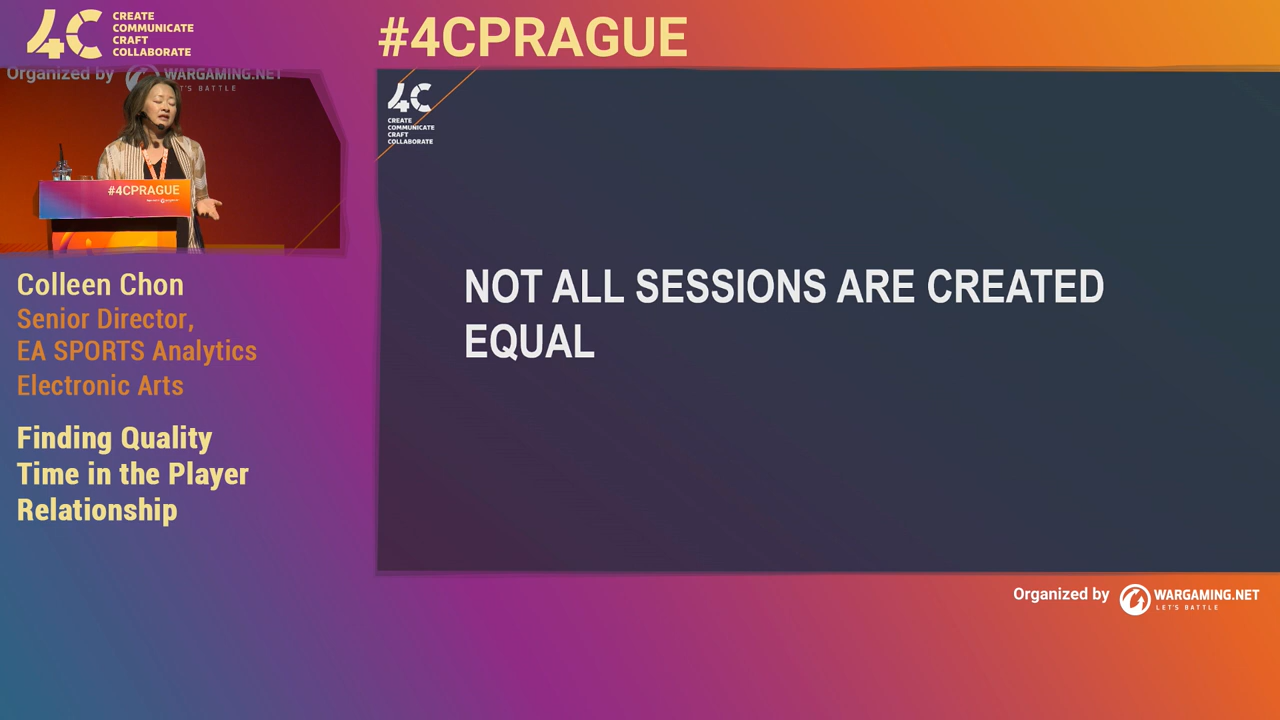 4C
CREATE
COMMUNICATE
CRAFT
COLLABORATE
#4CPRAGUE
Organized by WARGAMING.NET
LET'S BATTLE
#4CPRAGUE
Colleen Chon
Senior Director,
EA SPORTS Analytics
Electronic Arts
Finding Quality
Time in the Player
Relationship
4C
CREATE
COMMUNICATE
CRAFT
COLLABORATE
NOT ALL SESSIONS ARE CREATED
EQUAL
Organized by WARGAMING.NET
LET'S BATTLE